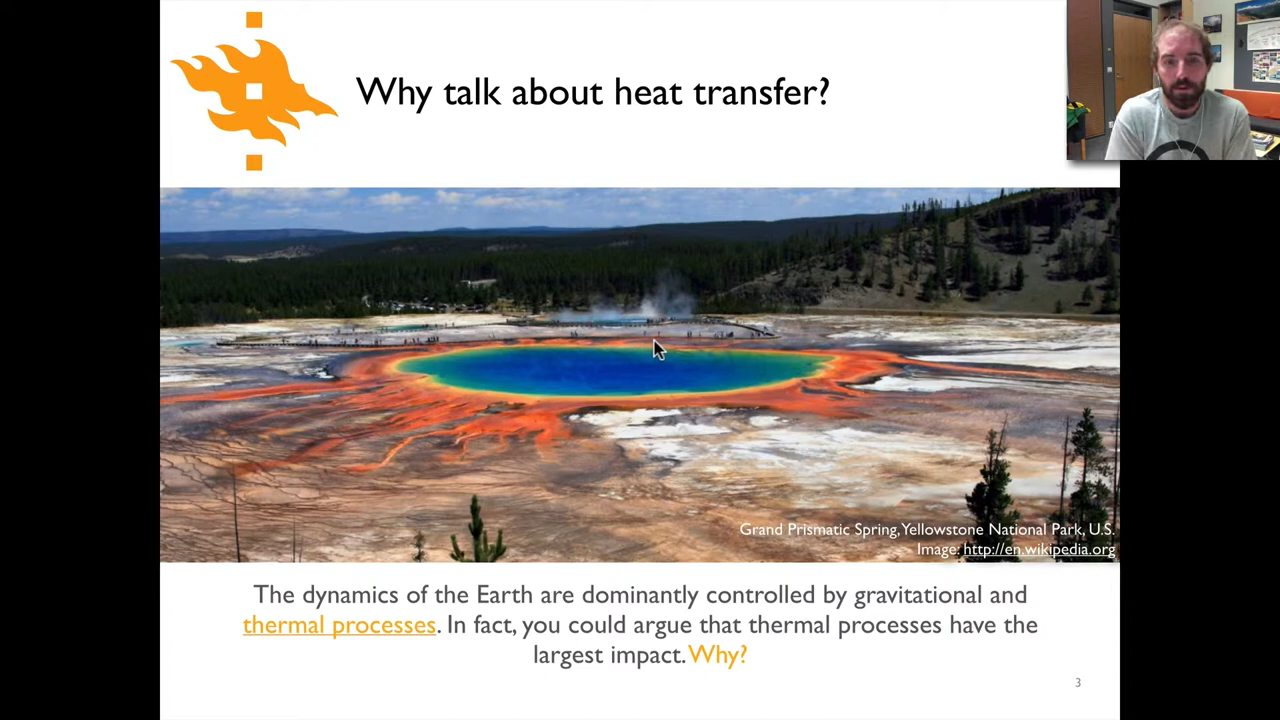 Why talk about heat transfer?
Grand Prismatic Spring, Yellowstone National Park, U.S.
Image: http://en.wikipedia.org
The dynamics of the Earth are dominantly controlled by gravitational and
thermal processes. In fact, you could argue that thermal processes have the
largest impact. Why?
3